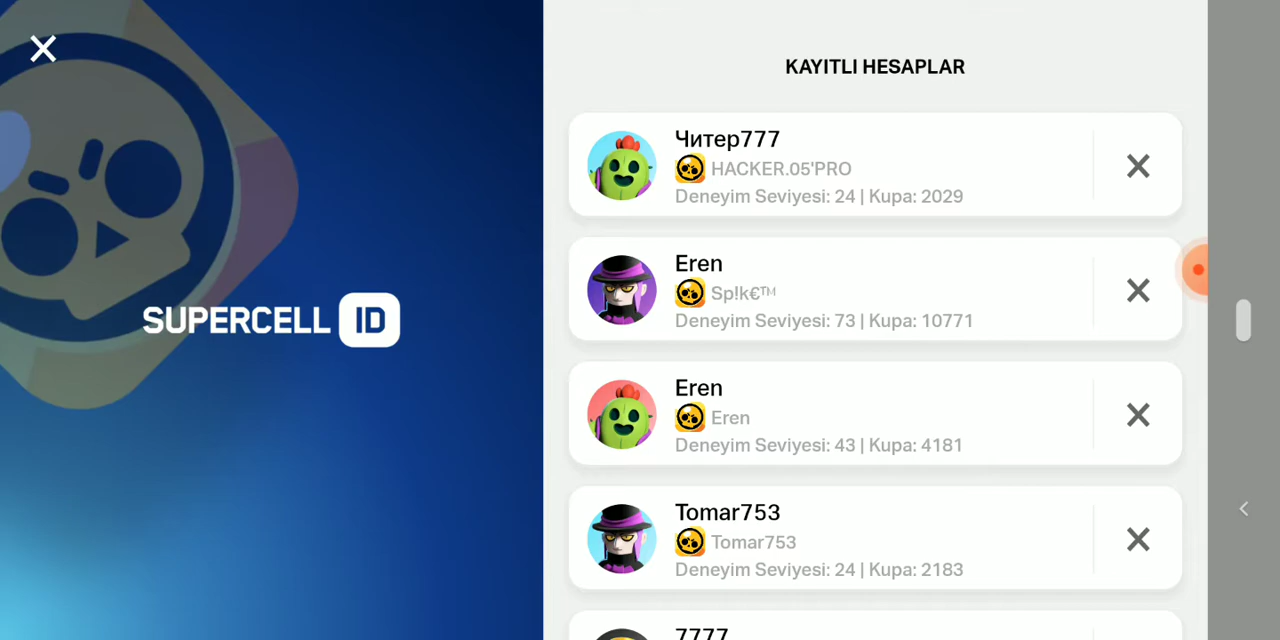 SUPERCELL ID
KAYITLI HESAPLAR
Читер777
HACKER.05'PRO
Deneyim Seviyesi: 24 | Kupa: 2029
Eren
Sp!k€™
Deneyim Seviyesi: 73 | Kupa: 10771
Eren
Eren
Deneyim Seviyesi: 43 | Kupa: 4181
Tomar753
Tomar753
Deneyim Seviyesi: 24 | Kupa: 2183
7777